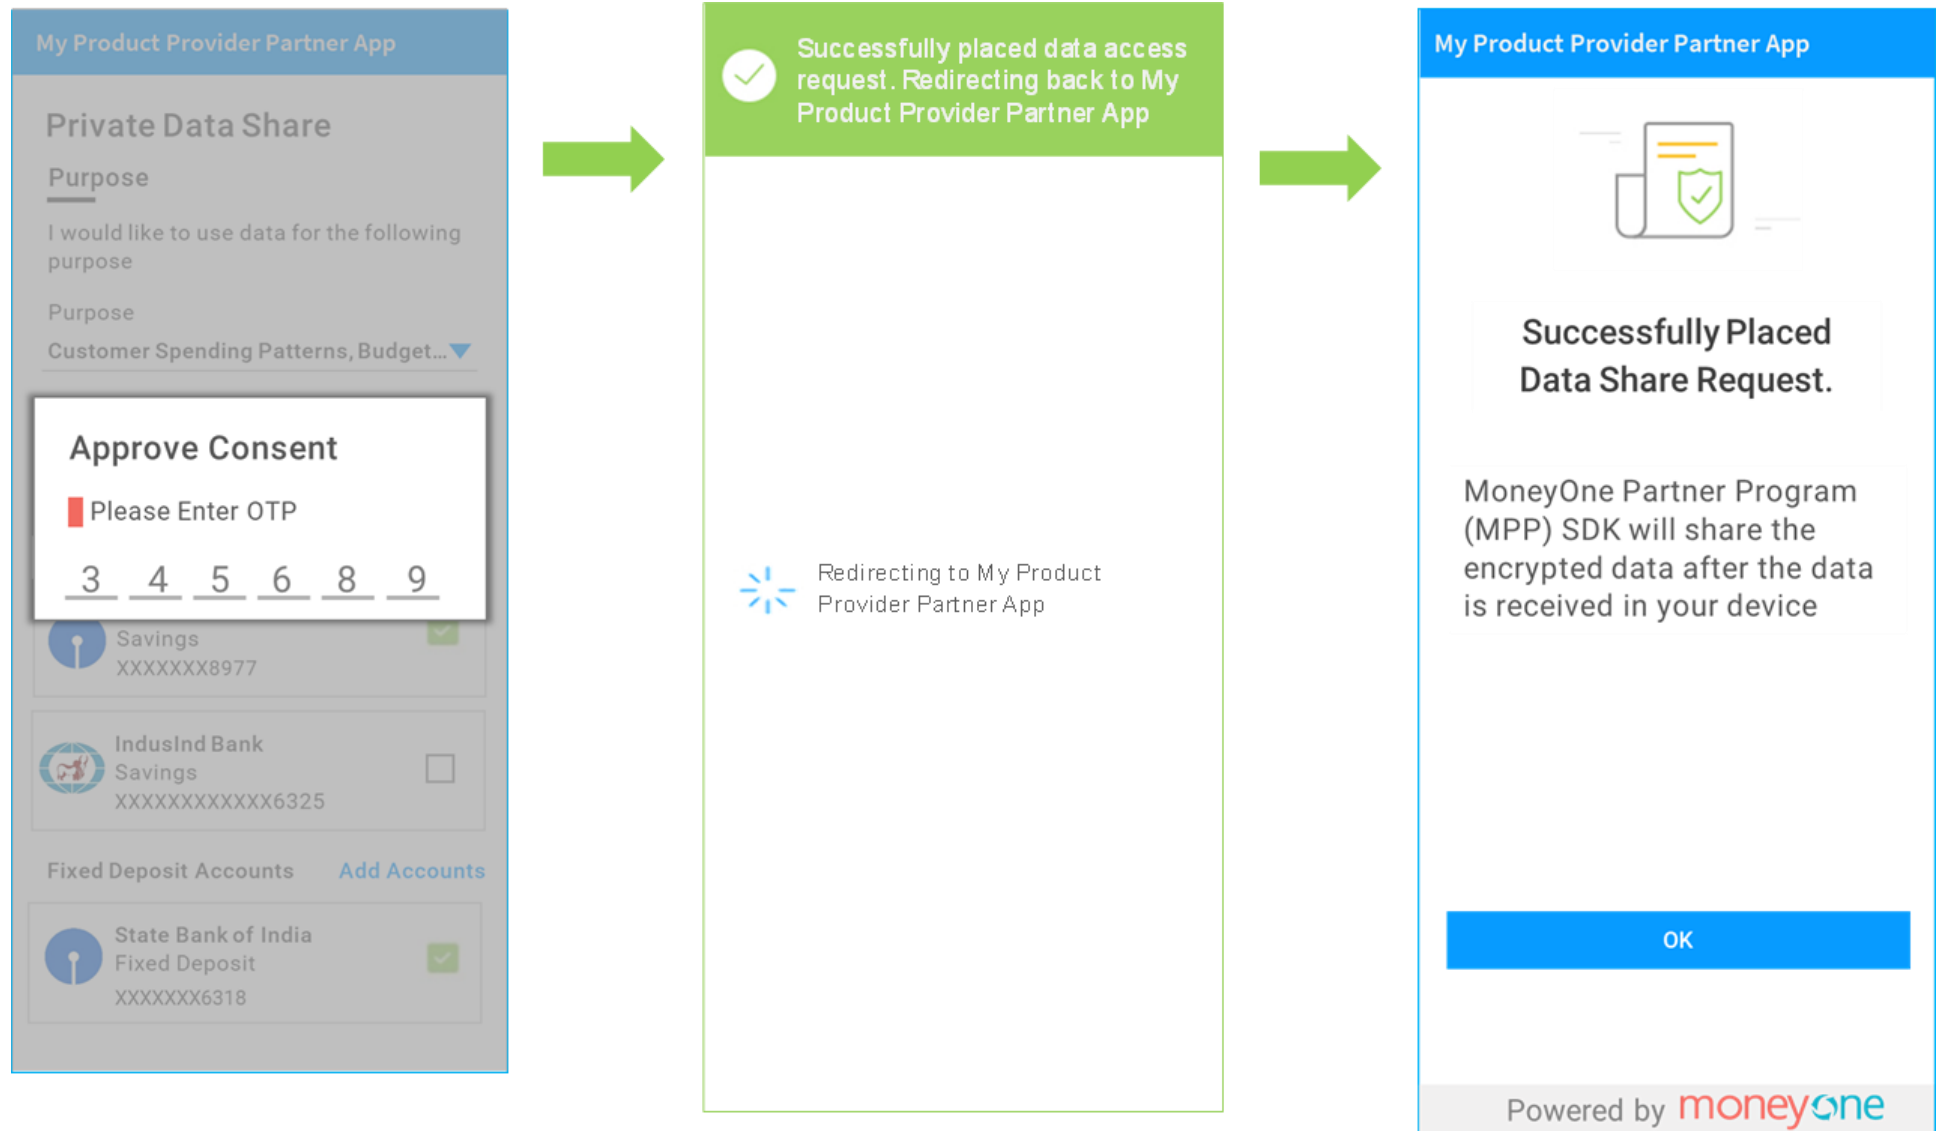 My Product Provider Partner App
Private Data Share
Purpose
I would like to use data for the following
purpose
Purpose
Customer Spending Patterns, Budget...
Approve Consent
Please Enter OTP
3 4 5 6 8 9
Savings
XXXXXXX8977
IndusInd Bank
Savings
XXXXXXXXXXXX6325
Fixed Deposit Accounts Add Accounts
State Bank of India
Fixed Deposit
XXXXXXX6318
Successfully placed data access
request. Redirecting back to My
Product Provider Partner App
Redirecting to My Product
Provider Partner App
My Product Provider Partner App
Successfully Placed
Data Share Request.
MoneyOne Partner Program
(MPP) SDK will share the
encrypted data after the data
is received in your device
OK
Powered by moneyone